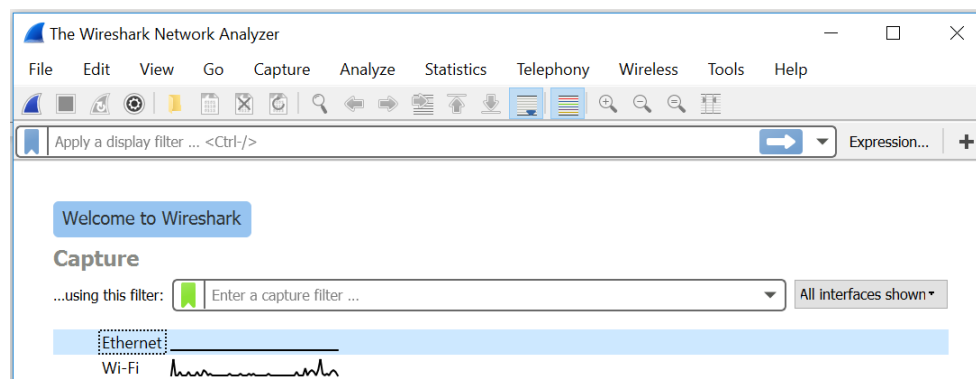 The Wireshark Network Analyzer
File Edit View Go Capture Analyze Statistics Telephony Wireless Tools Help
Apply a display filter ... <Ctrl-/> Expression... +
Welcome to Wireshark
Capture
...using this filter: Enter a capture filter ... All interfaces shown
Ethernet
Wi-Fi